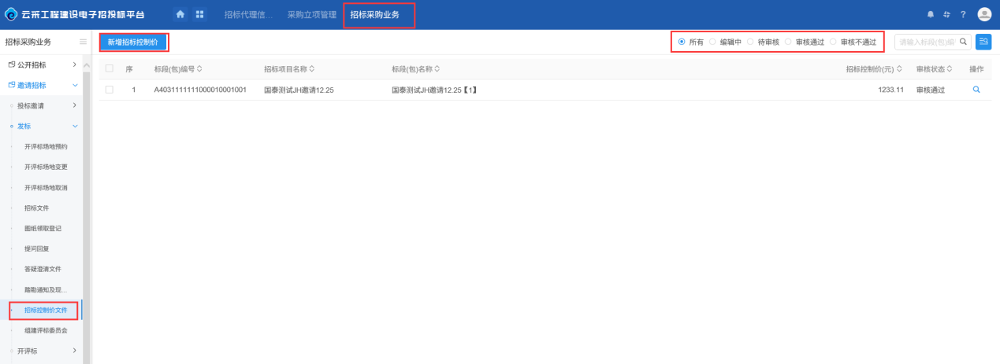 云采工程建设电子招投标平台 招标代理信... 采购立项管理 招标采购业务 ?
招标采购业务
新增招标控制价 所有 编辑中 待审核 审核通过 审核不通过 请输入标段(包)编
公开招标
邀请招标
投标邀请
发标
开评标场地预约
开评标场地变更
开评标场地取消
招标文件
图纸领取登记
提问回复
答疑澄清文件
踏勘通知及现...
招标控制价文件
组建评标委员会
开评标
序 标段(包)编号 招标项目名称 标段(包)名称 招标控制价(元) 审核状态 操作
1 A4031111111000010001001 国泰测试JH邀请12.25 国泰测试JH邀请12.25【1】 1233.11 审核通过